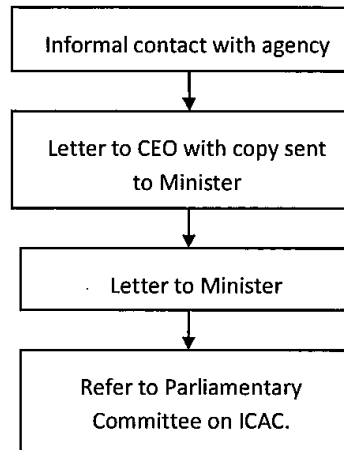 Informal contact with agency
Letter to CEO with copy sent
to Minister
Letter to Minister
Refer to Parliamentary
Committee on ICAC.